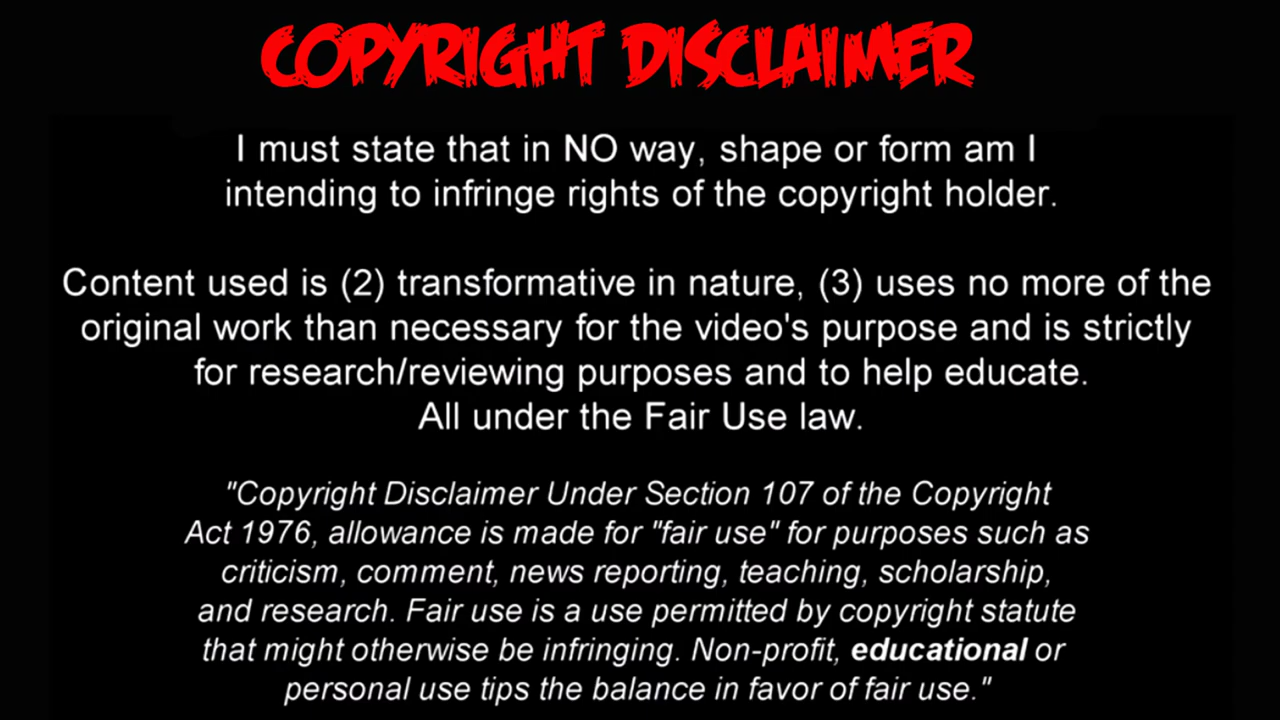 COPYRIGHT DISCLAIMER
I must state that in NO way, shape or form am I
intending to infringe rights of the copyright holder.
Content used is (2) transformative in nature, (3) uses no more of the
original work than necessary for the video's purpose and is strictly
for research/reviewing purposes and to help educate.
All under the Fair Use law.
"Copyright Disclaimer Under Section 107 of the Copyright
Act 1976, allowance is made for "fair use" for purposes such as
criticism, comment, news reporting, teaching, scholarship,
and research. Fair use is a use permitted by copyright statute
that might otherwise be infringing. Non-profit, educational or
personal use tips the balance in favor of fair use."